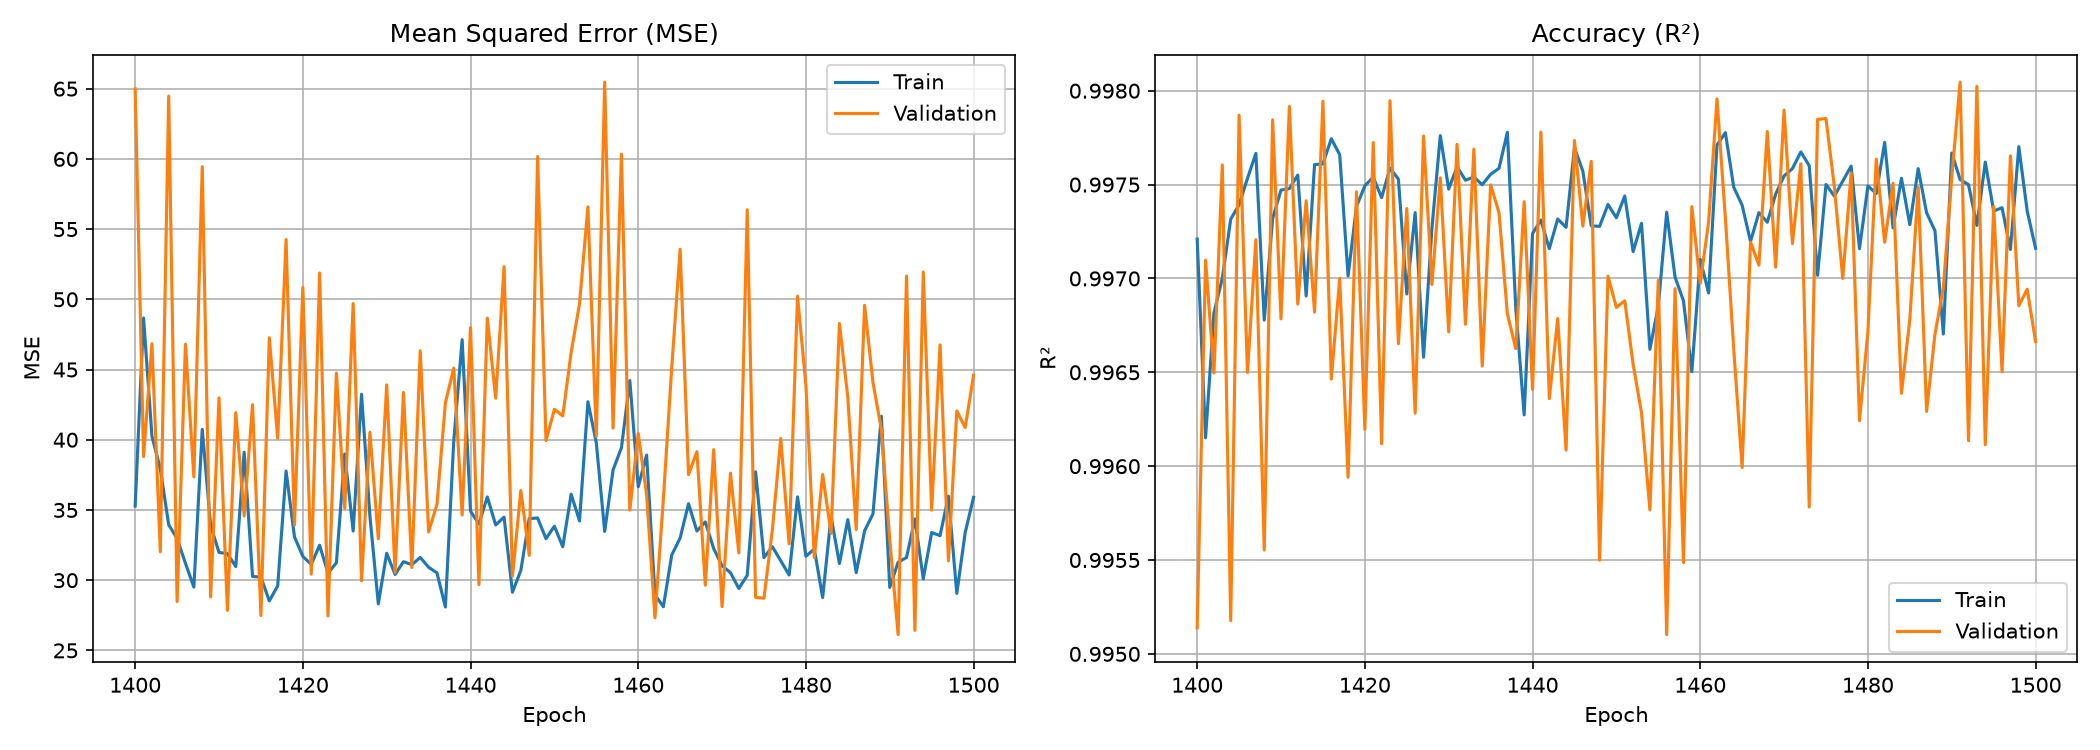 Mean Squared Error (MSE)
Train
Validation
65
60
55
50
45
40
35
30
25
MSE
1400 1420 1440 1460 1480 1500
Epoch
Accuracy (R²)
0.9980
0.9975
0.9970
0.9965
0.9960
0.9955
0.9950
R²
Train
Validation
1400 1420 1440 1460 1480 1500
Epoch